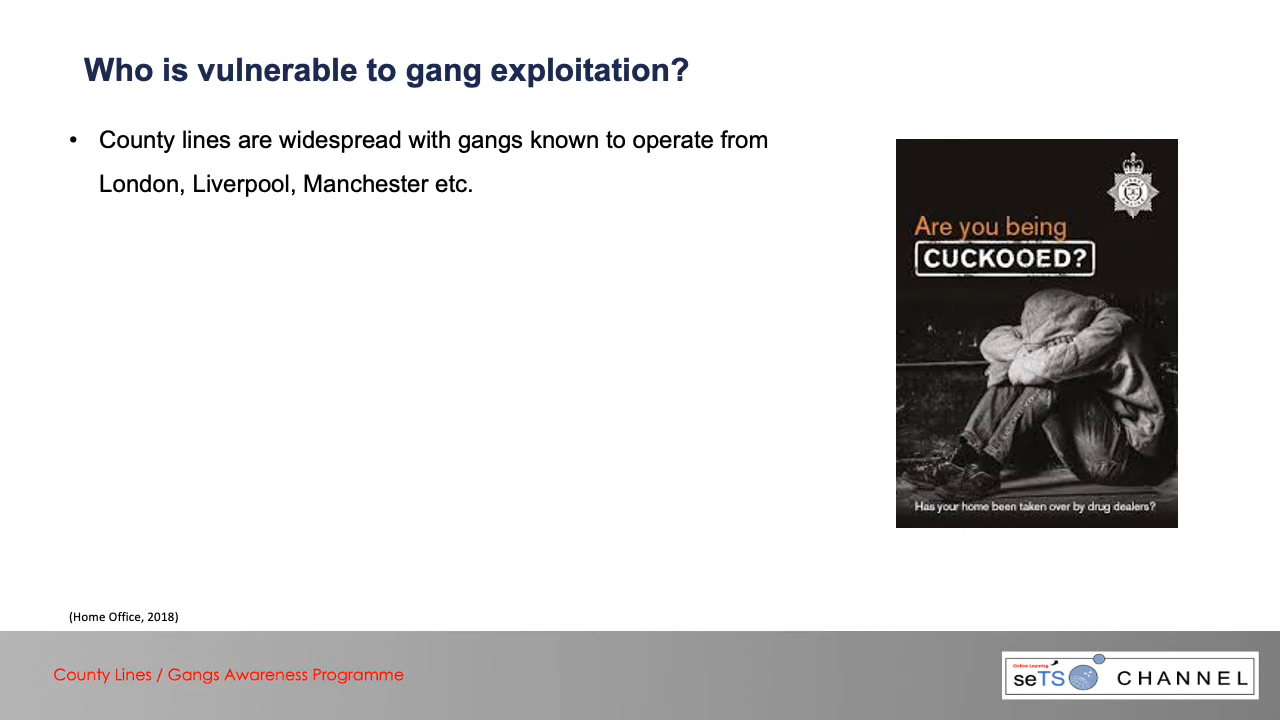 Who is vulnerable to gang exploitation?
• County lines are widespread with gangs known to operate from
London, Liverpool, Manchester etc.
Are you being
CUCKOOED?
Has your home been taken over by drug dealers?
(Home Office, 2018)
County Lines / Gangs Awareness Programme
Online Learning
seTS CHANNEL